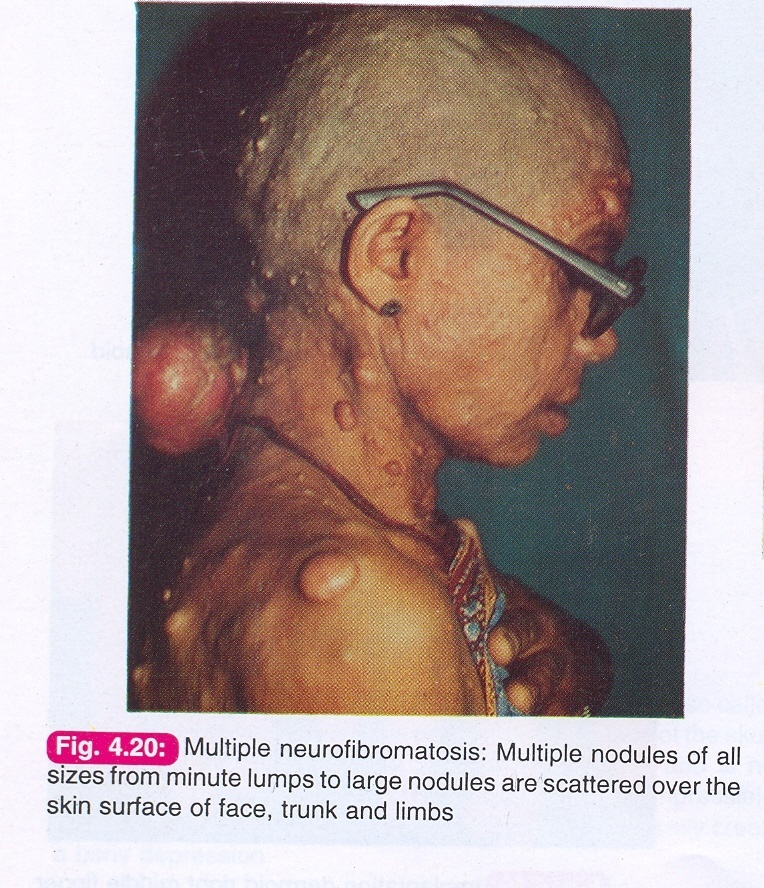 Fig. 4.20: Multiple neurofibromatosis: Multiple nodules of all
sizes from minute lumps to large nodules are scattered over the
skin surface of face, trunk and limbs